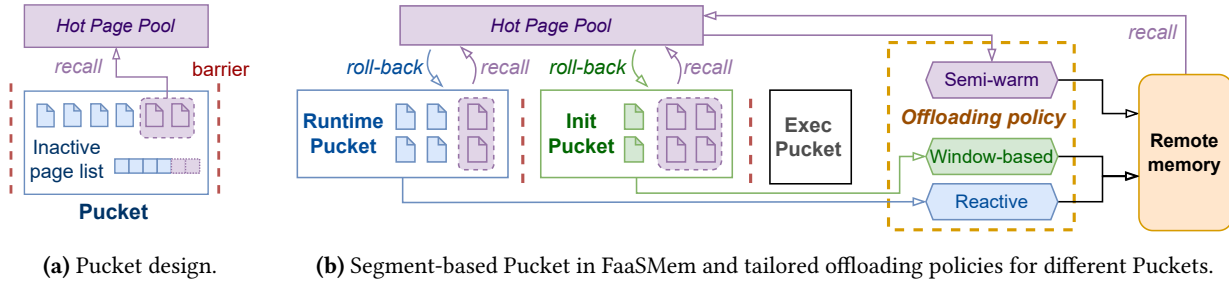 Hot Page Pool
recall
barrier
Inactive
page list
Pucket
(a) Pucket design.
Hot Page Pool
roll-back
recall
roll-back
recall
recall
Runtime
Pucket
Init
Pucket
Exec
Pucket
Semi-warm
Offloading policy
Window-based
Reactive
Remote
memory
(b) Segment-based Pucket in FaaSMem and tailored offloading policies for different Puckets.